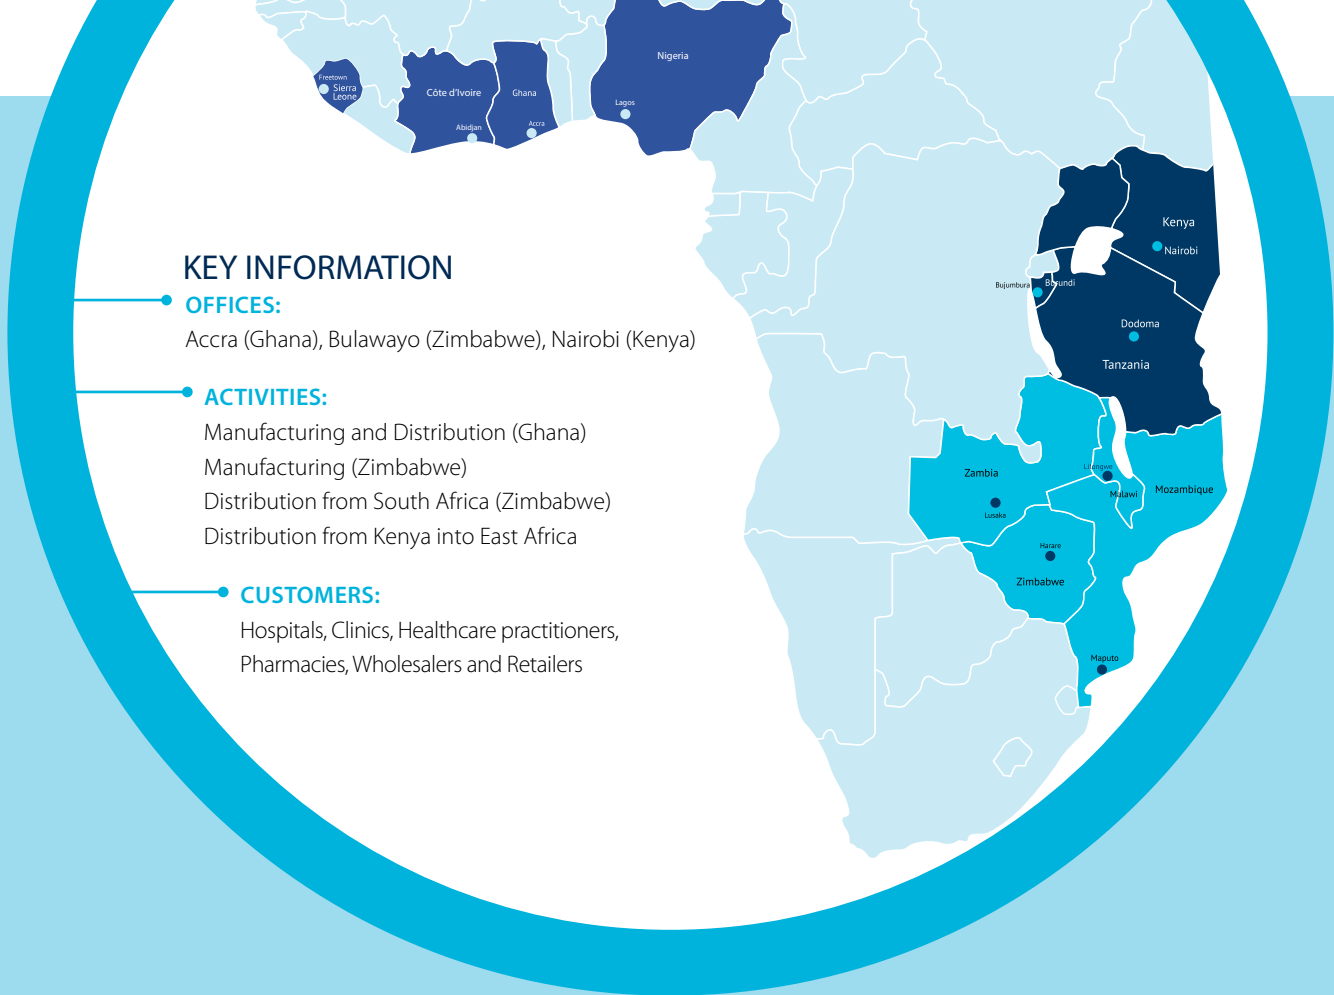 Nigeria
Freetown
Sierra
Leone
Côte d'Ivoire
Ghana
Lagos
Abidjan
Accra
Kenya
Nairobi
Bujumbura
Burundi
Dodoma
Tanzania
KEY INFORMATION
OFFICES:
Accra (Ghana), Bulawayo (Zimbabwe), Nairobi (Kenya)
ACTIVITIES:
Manufacturing and Distribution (Ghana)
Manufacturing (Zimbabwe)
Distribution from South Africa (Zimbabwe)
Distribution from Kenya into East Africa
CUSTOMERS:
Hospitals, Clinics, Healthcare practitioners,
Pharmacies, Wholesalers and Retailers
Zambia
Lilongwe
Malawi
Mozambique
Lusaka
Harare
Zimbabwe
Maputo